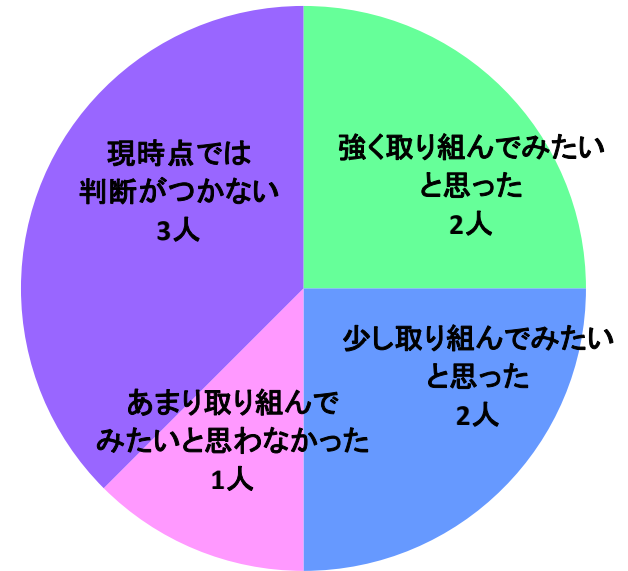 強く取り組んでみたい
と思った
2人
少し取り組んでみたい
と思った
2人
あまり取り組んで
みたいと思わなかった
1人
現時点では
判断がつかない
3人